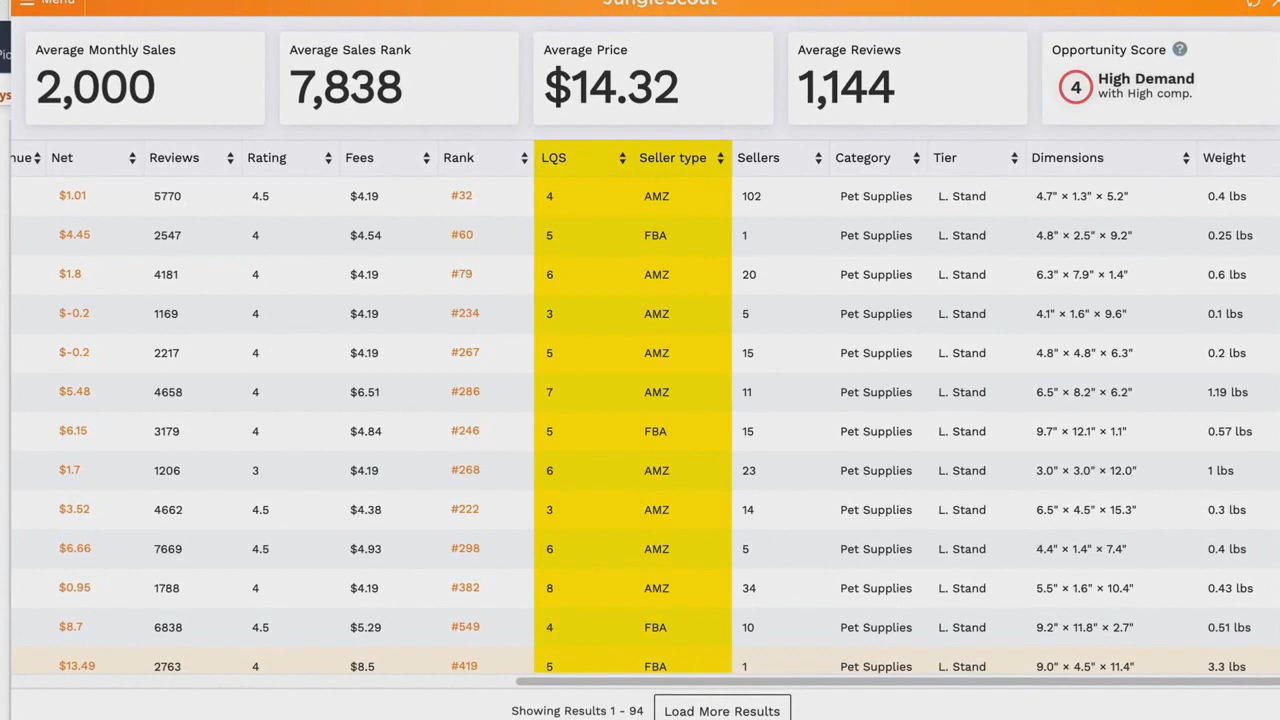 Menu
JungleScout
Average Monthly Sales Average Sales Rank Average Price Average Reviews Opportunity Score ?
2,000 7,838 $14.32 1,144 4 High Demand
with High comp.
nue Net Reviews Rating Fees Rank LQS Seller type Sellers Category Tier Dimensions Weight
$1.01 5770 4.5 $4.19 #32 4 AMZ 102 Pet Supplies L. Stand 4.7" × 1.3" × 5.2" 0.4 lbs
$4.45 2547 4 $4.54 #60 5 FBA 1 Pet Supplies L. Stand 4.8" × 2.5" × 9.2" 0.25 lbs
$1.8 4181 4 $4.19 #79 6 AMZ 20 Pet Supplies L. Stand 6.3" × 7.9" × 1.4" 0.6 lbs
$-0.2 1169 4 $4.19 #234 3 AMZ 5 Pet Supplies L. Stand 4.1" × 1.6" × 9.6" 0.1 lbs
$-0.2 2217 4 $4.19 #267 5 AMZ 15 Pet Supplies L. Stand 4.8" × 4.8" × 6.3" 0.2 lbs
$5.48 4658 4 $6.51 #286 7 AMZ 11 Pet Supplies L. Stand 6.5" × 8.2" × 6.2" 1.19 lbs
$6.15 3179 4 $4.84 #246 5 FBA 15 Pet Supplies L. Stand 9.7" × 12.1" × 1.1" 0.57 lbs
$1.7 1206 3 $4.19 #268 6 AMZ 23 Pet Supplies L. Stand 3.0" × 3.0" × 12.0" 1 lbs
$3.52 4662 4.5 $4.38 #222 3 AMZ 14 Pet Supplies L. Stand 6.5" × 4.5" × 15.3" 0.3 lbs
$6.66 7669 4.5 $4.93 #298 6 AMZ 5 Pet Supplies L. Stand 4.4" × 1.4" × 7.4" 0.4 lbs
$0.95 1788 4 $4.19 #382 8 AMZ 34 Pet Supplies L. Stand 5.5" × 1.6" × 10.4" 0.43 lbs
$8.7 6838 4.5 $5.29 #549 4 FBA 10 Pet Supplies L. Stand 9.2" × 11.8" × 2.7" 0.51 lbs
$13.49 2763 4 $8.5 #419 5 FBA 1 Pet Supplies L. Stand 9.0" × 4.5" × 11.4" 3.3 lbs
Showing Results 1 - 94 Load More Results